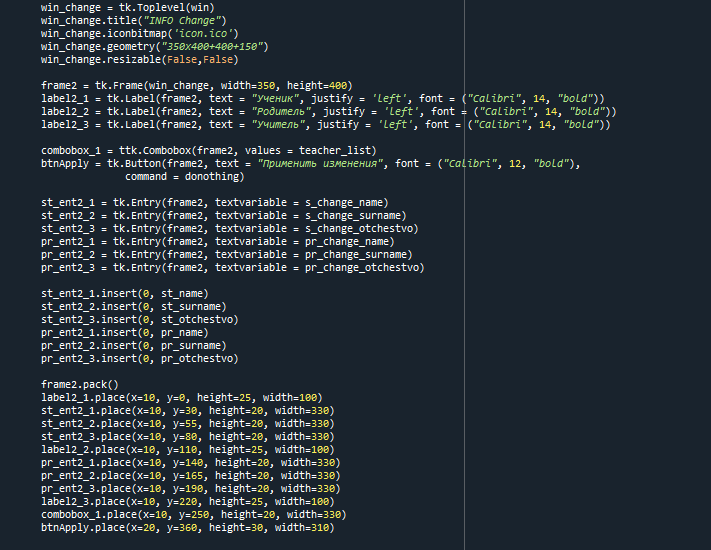 win_change = tk.Toplevel(win)
win_change.title("INFO Change")
win_change.iconbitmap('icon.ico')
win_change.geometry("350x400+400+150")
win_change.resizable(False,False)
frame2 = tk.Frame(win_change, width=350, height=400)
label2_1 = tk.Label(frame2, text = "Ученик", justify = 'left', font = ("Calibri", 14, "bold"))
label2_2 = tk.Label(frame2, text = "Родитель", justify = 'left', font = ("Calibri", 14, "bold"))
label2_3 = tk.Label(frame2, text = "Учитель", justify = 'left', font = ("Calibri", 14, "bold"))
combobox_1 = ttk.Combobox(frame2, values = teacher_list)
btnApply = tk.Button(frame2, text = "Применить изменения", font = ("Calibri", 12, "bold"),
command = donothing)
st_ent2_1 = tk.Entry(frame2, textvariable = s_change_name)
st_ent2_2 = tk.Entry(frame2, textvariable = s_change_surname)
st_ent2_3 = tk.Entry(frame2, textvariable = s_change_otchestvo)
pr_ent2_1 = tk.Entry(frame2, textvariable = pr_change_name)
pr_ent2_2 = tk.Entry(frame2, textvariable = pr_change_surname)
pr_ent2_3 = tk.Entry(frame2, textvariable = pr_change_otchestvo)
st_ent2_1.insert(0, st_name)
st_ent2_2.insert(0, st_surname)
st_ent2_3.insert(0, st_otchestvo)
pr_ent2_1.insert(0, pr_name)
pr_ent2_2.insert(0, pr_surname)
pr_ent2_3.insert(0, pr_otchestvo)
frame2.pack()
label2_1.place(x=10, y=0, height=25, width=100)
st_ent2_1.place(x=10, y=30, height=20, width=330)
st_ent2_2.place(x=10, y=55, height=20, width=330)
st_ent2_3.place(x=10, y=80, height=20, width=330)
label2_2.place(x=10, y=110, height=25, width=100)
pr_ent2_1.place(x=10, y=140, height=20, width=330)
pr_ent2_2.place(x=10, y=165, height=20, width=330)
pr_ent2_3.place(x=10, y=190, height=20, width=330)
label2_3.place(x=10, y=220, height=25, width=100)
combobox_1.place(x=10, y=250, height=20, width=330)
btnApply.place(x=20, y=360, height=30, width=310)